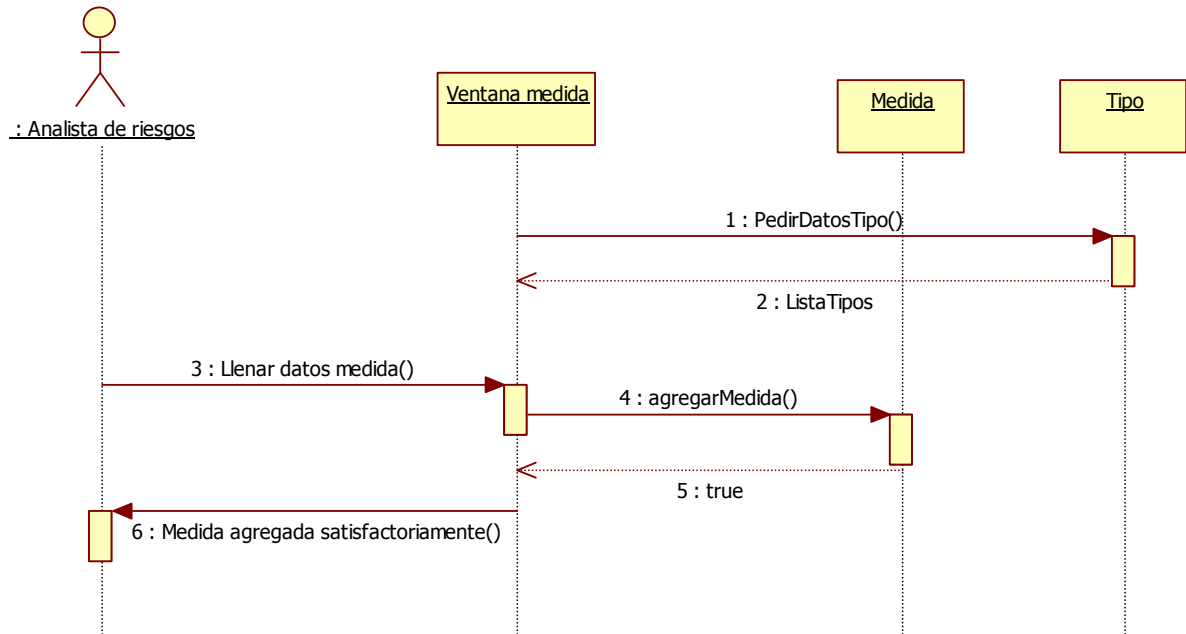 : Analista de riesgos
Ventana medida
Medida
Tipo
1 : PedirDatosTipo()
2 : ListaTipos
3 : Llenar datos medida()
4 : agregarMedida()
5 : true
6 : Medida agregada satisfactoriamente()